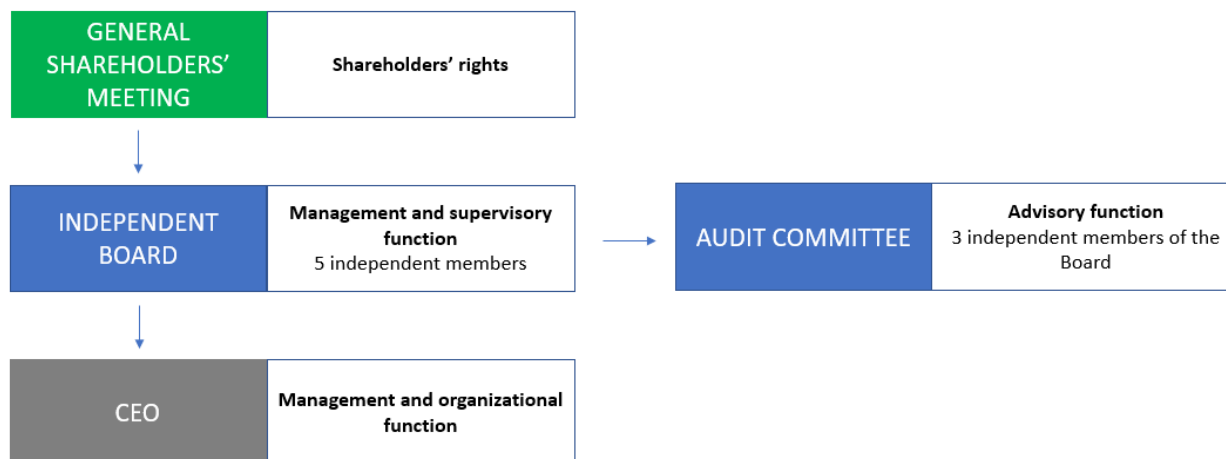 GENERAL
SHAREHOLDERS’
MEETING
Shareholders’ rights
INDEPENDENT
BOARD
Management and supervisory
function
5 independent members
AUDIT COMMITTEE
Advisory function
3 independent members of the
Board
CEO
Management and organizational
function